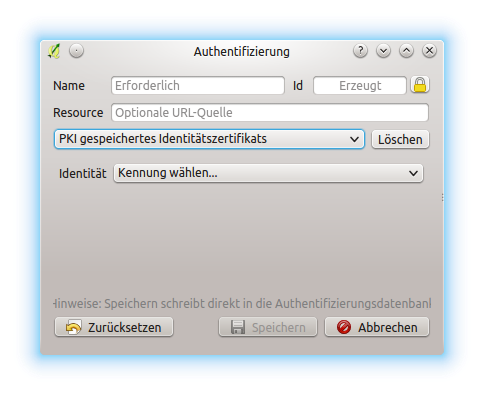 Authentifizierung
Name Erforderlich Id Erzeugt
Resource Optionale URL-Quelle
PKI gespeichertes Identitätszertifikats Löschen
Identität Kennung wählen...
Hinweise: Speichern schreibt direkt in die Authentifizierungsdatenbank
Zurücksetzen Speichern Abbrechen